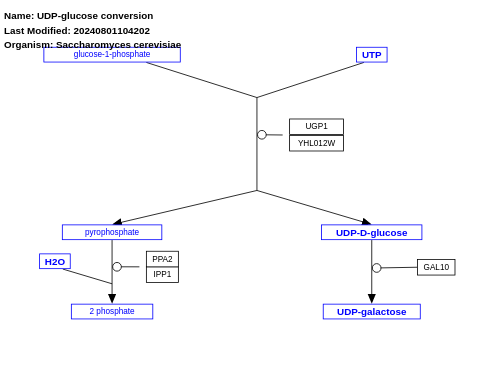 Name: UDP-glucose conversion
Last Modified: 20240801104202
Organism: Saccharomyces cerevisiae
glucose-1-phosphate
UTP
UGP1
YHL012W
pyrophosphate
UDP-D-glucose
H2O
PPA2
IPP1
GAL10
2 phosphate
UDP-galactose